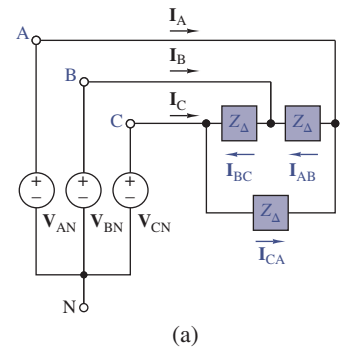 I_A
A
I_B
B
I_C
C
Z_Δ Z_Δ
I_BC I_AB
+ + +
− − −
V_AN V_BN V_CN
Z_Δ
I_CA
N
(a)